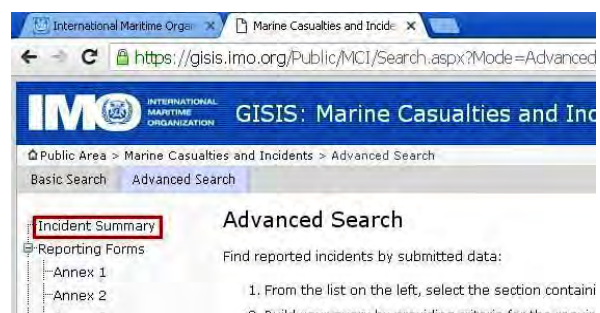 International Maritime Organ
Marine Casualties and Incide
https://gisis.imo.org/Public/MCI/Search.aspx?Mode=Advanced
IMO
INTERNATIONAL
MARITIME
ORGANIZATION
GISIS: Marine Casualties and Inc
Public Area > Marine Casualties and Incidents > Advanced Search
Basic Search Advanced Search
Incident Summary
Reporting Forms
Annex 1
Annex 2
Advanced Search
Find reported incidents by submitted data:
1. From the list on the left, select the section containi